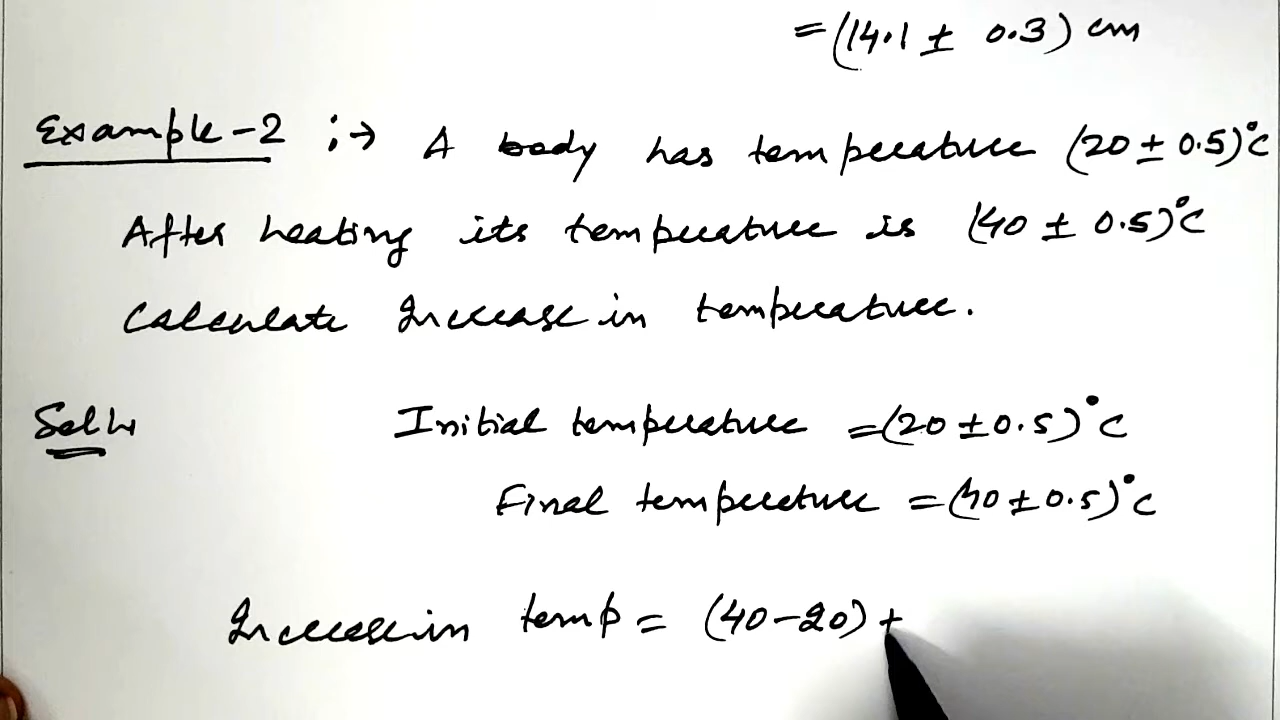 = (14.1 ± 0.3) cm
Example-2 ;→ A body has temperature (20 ± 0.5)°C
After heating its temperature is (40 ± 0.5)°C
Calculate Increase in temperature.
Soln Initial temperature = (20 ± 0.5)°C
Final temperature = (40 ± 0.5)°C
Increase in temp = (40-20) +